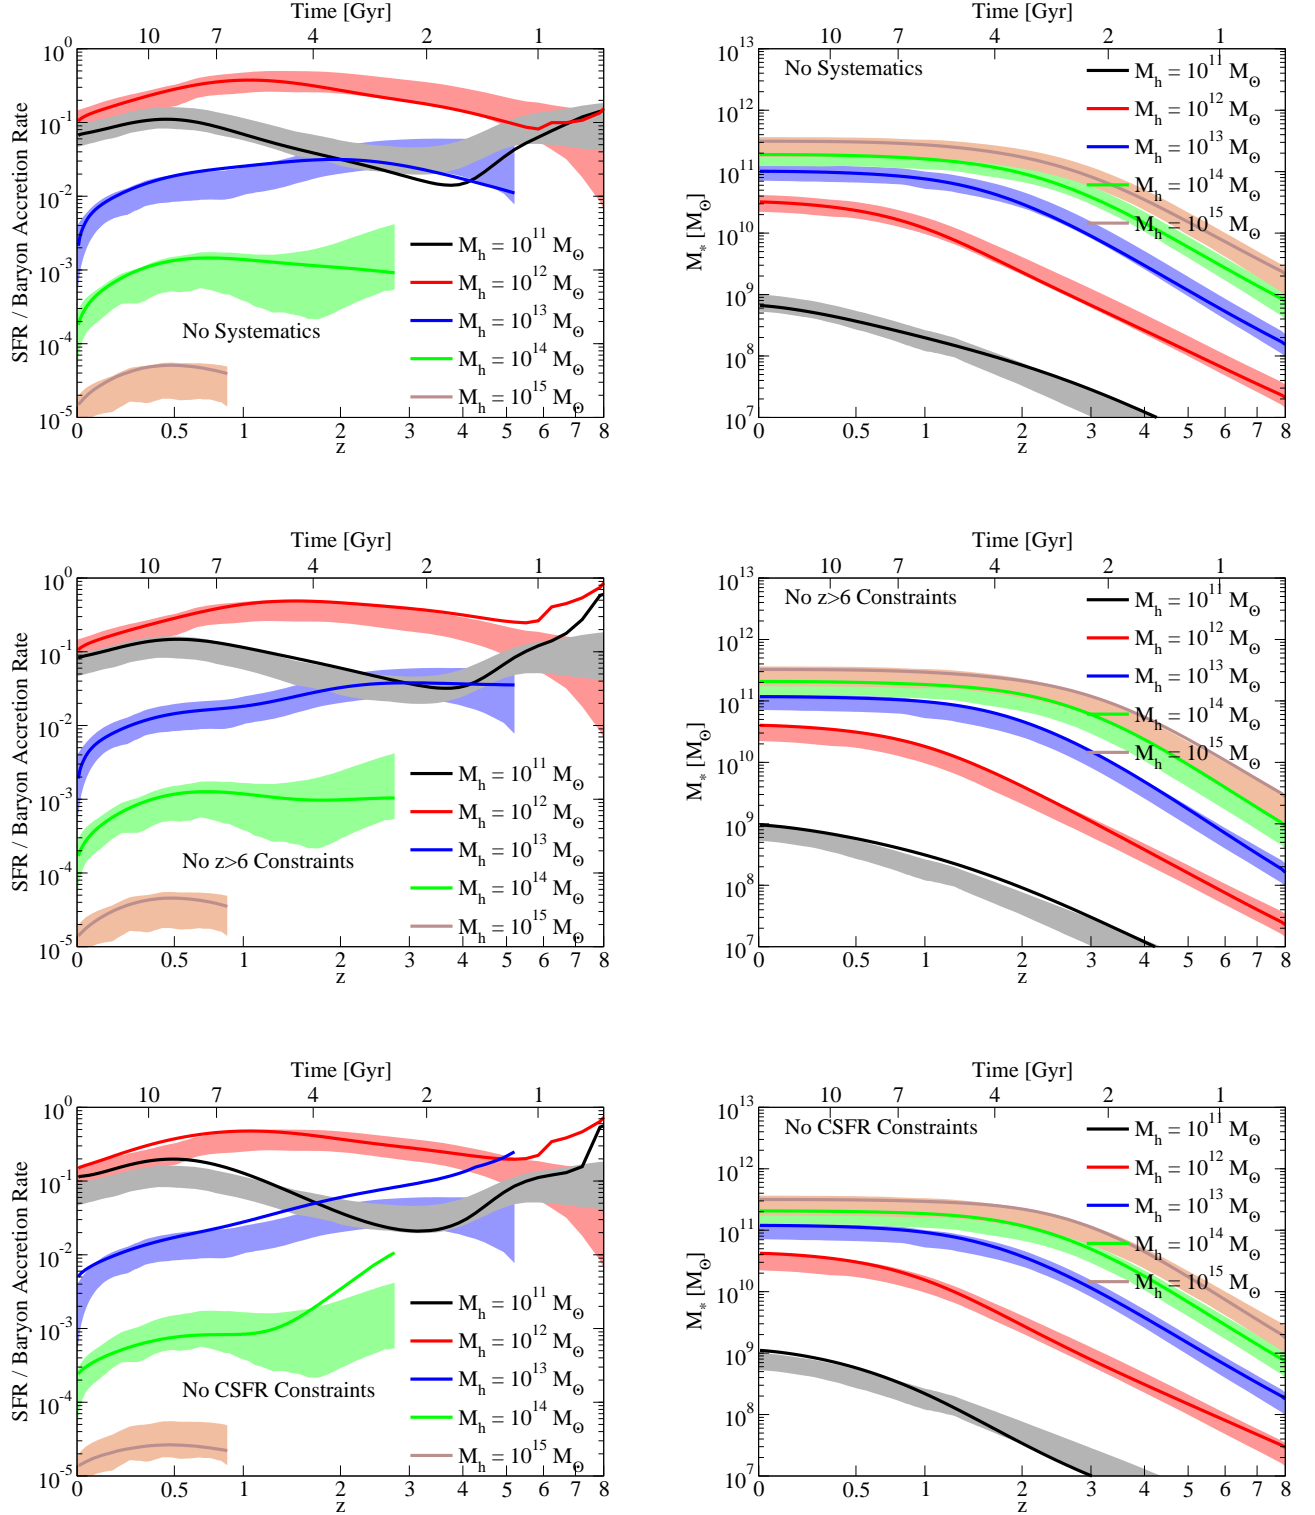 Time [Gyr]
10 7 4 2 1
10^0
10^-1
10^-2
10^-3
10^-4
10^-5
SFR / Baryon Accretion Rate
M_h = 10^11 M_⊙
M_h = 10^12 M_⊙
M_h = 10^13 M_⊙
M_h = 10^14 M_⊙
M_h = 10^15 M_⊙
No Systematics
0 0.5 1 2 3 4 5 6 7 8
z
Time [Gyr]
10 7 4 2 1
10^13
10^12
10^11
10^10
10^9
10^8
10^7
M_* [M_⊙]
No Systematics
M_h = 10^11 M_⊙
M_h = 10^12 M_⊙
M_h = 10^13 M_⊙
M_h = 10^14 M_⊙
M_h = 10^15 M_⊙
0 0.5 1 2 3 4 5 6 7 8
z
Time [Gyr]
10 7 4 2 1
10^0
10^-1
10^-2
10^-3
10^-4
10^-5
SFR / Baryon Accretion Rate
M_h = 10^11 M_⊙
M_h = 10^12 M_⊙
M_h = 10^13 M_⊙
M_h = 10^14 M_⊙
M_h = 10^15 M_⊙
No z>6 Constraints
0 0.5 1 2 3 4 5 6 7 8
z
Time [Gyr]
10 7 4 2 1
10^13
10^12
10^11
10^10
10^9
10^8
10^7
M_* [M_⊙]
No z>6 Constraints
M_h = 10^11 M_⊙
M_h = 10^12 M_⊙
M_h = 10^13 M_⊙
M_h = 10^14 M_⊙
M_h = 10^15 M_⊙
0 0.5 1 2 3 4 5 6 7 8
z
Time [Gyr]
10 7 4 2 1
10^0
10^-1
10^-2
10^-3
10^-4
10^-5
SFR / Baryon Accretion Rate
M_h = 10^11 M_⊙
M_h = 10^12 M_⊙
M_h = 10^13 M_⊙
M_h = 10^14 M_⊙
M_h = 10^15 M_⊙
No CSFR Constraints
0 0.5 1 2 3 4 5 6 7 8
z
Time [Gyr]
10 7 4 2 1
10^13
10^12
10^11
10^10
10^9
10^8
10^7
M_* [M_⊙]
No CSFR Constraints
M_h = 10^11 M_⊙
M_h = 10^12 M_⊙
M_h = 10^13 M_⊙
M_h = 10^14 M_⊙
M_h = 10^15 M_⊙
0 0.5 1 2 3 4 5 6 7 8
z